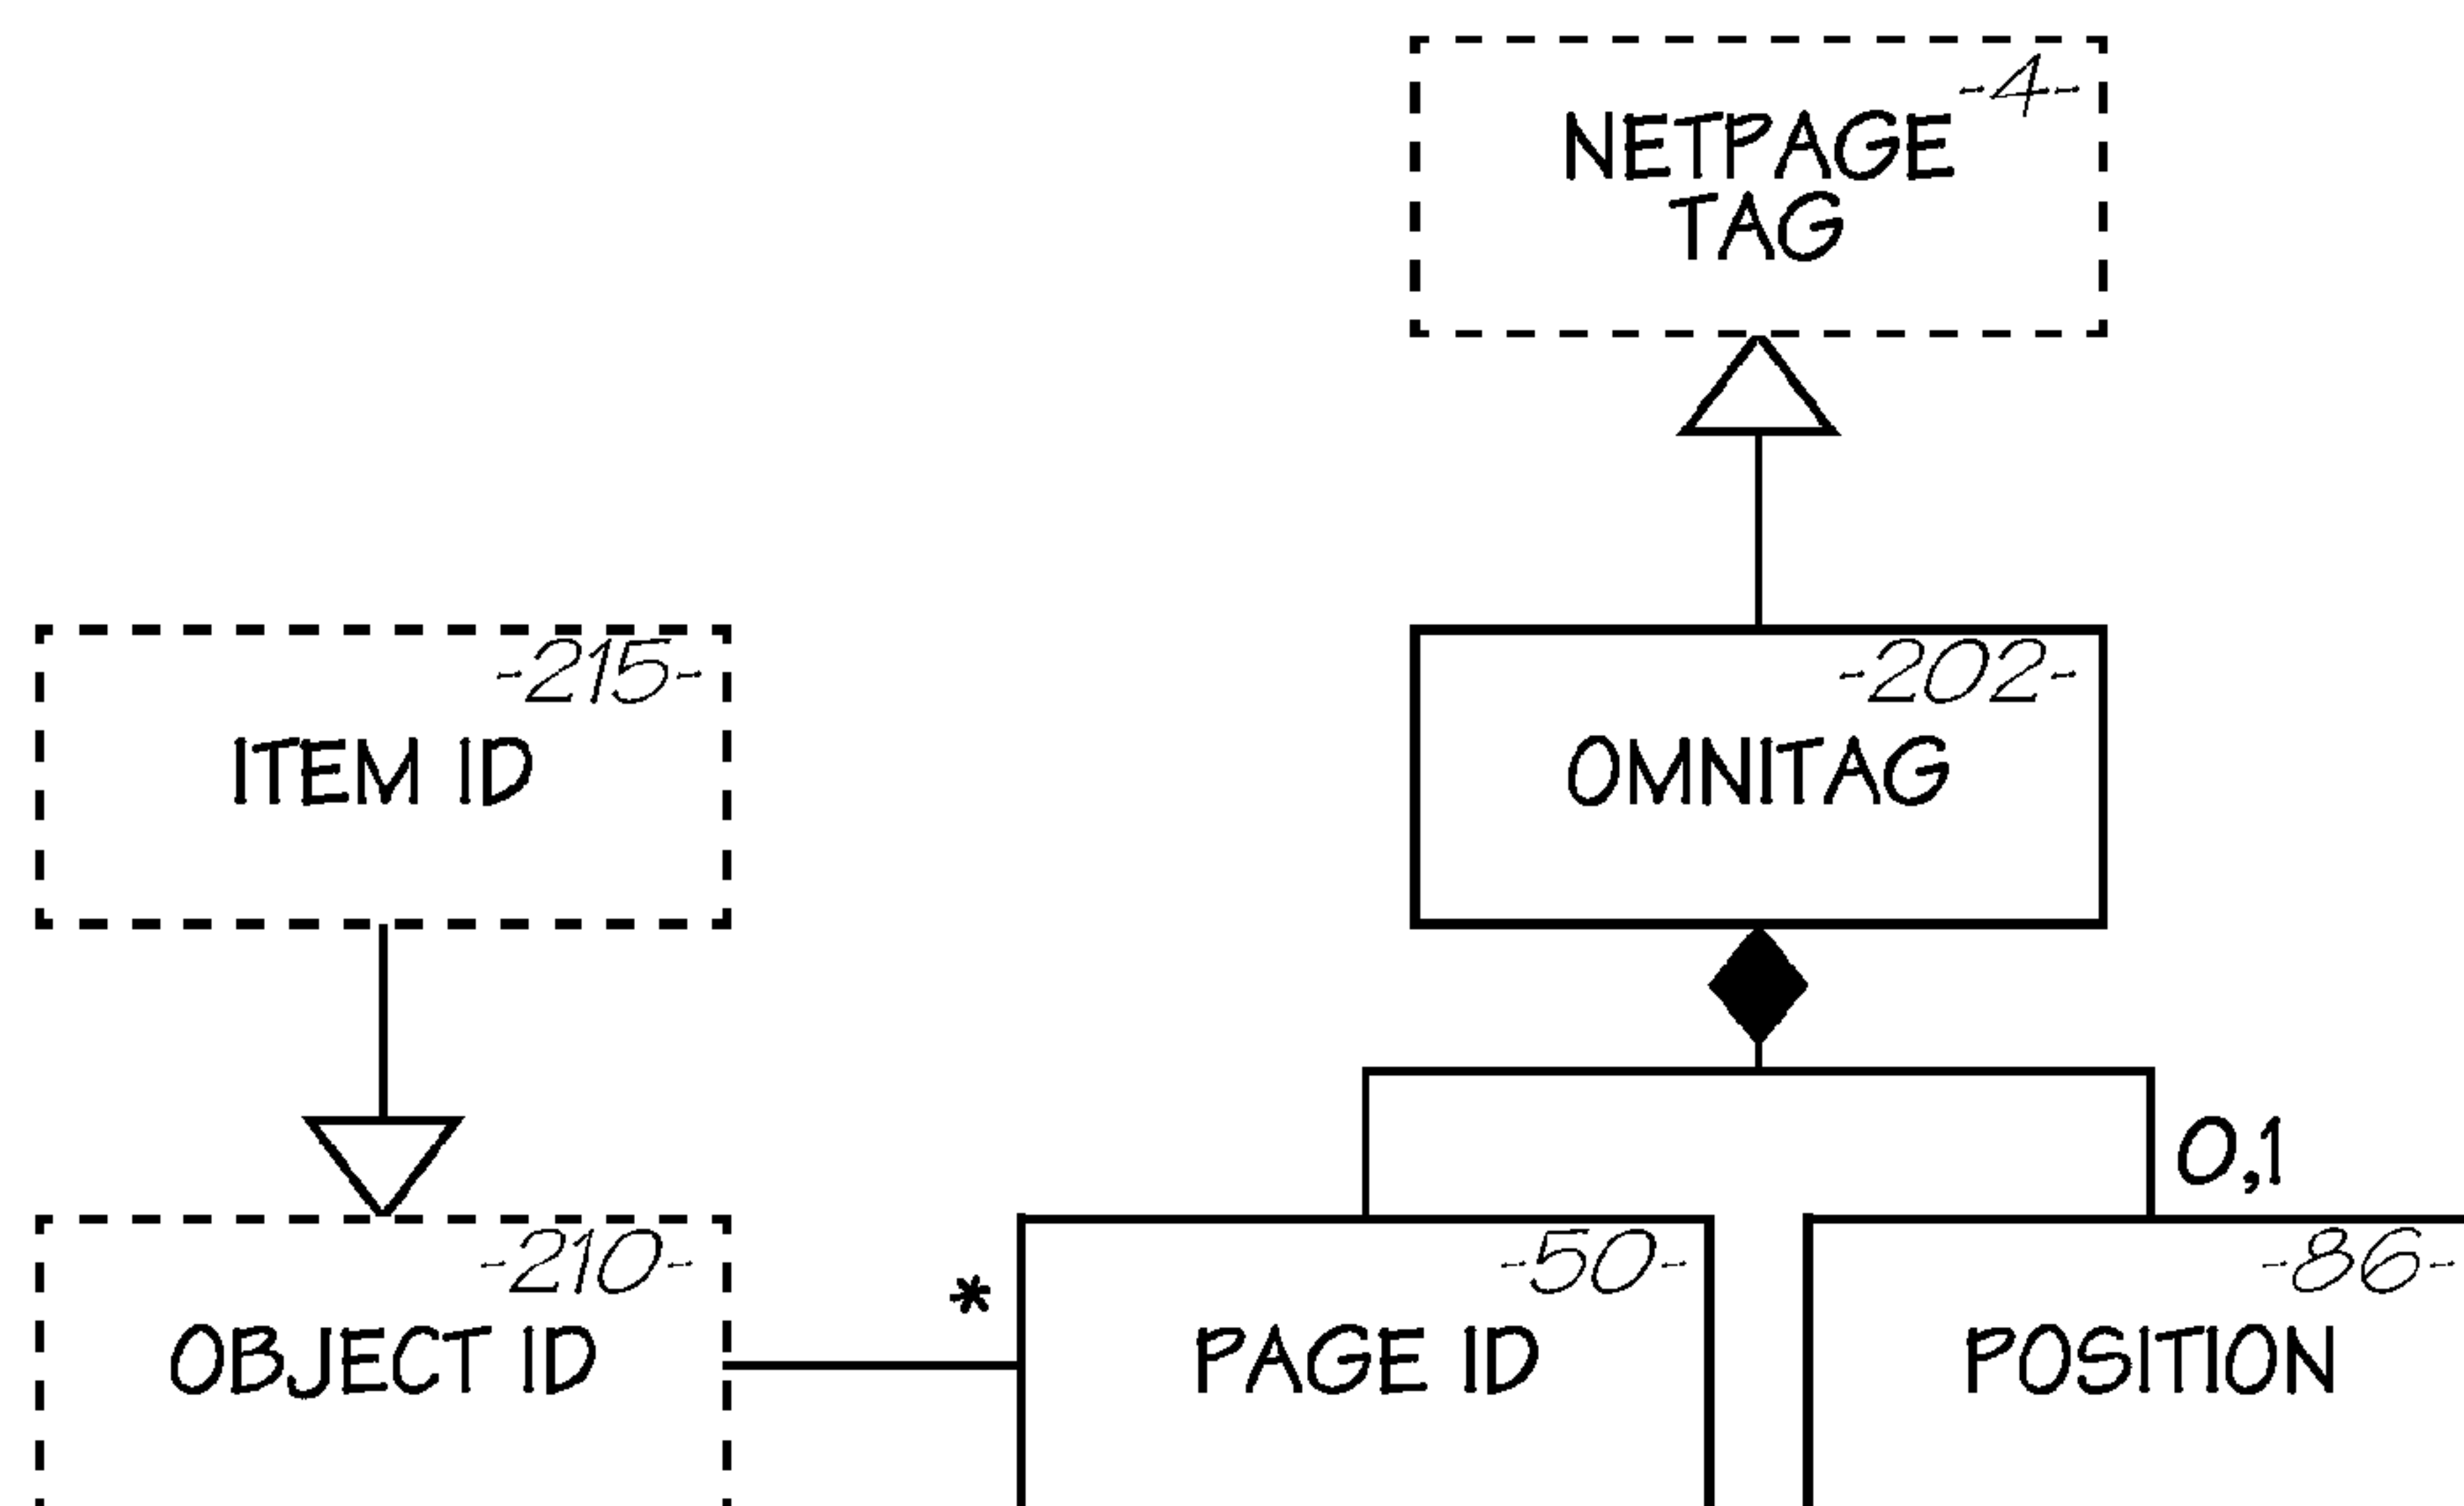 -4-
NETPAGE
TAG
-215-
ITEM ID
-202-
OMNITAG
0,1
-210-
OBJECT ID
*
-50-
PAGE ID
-86-
POSITION